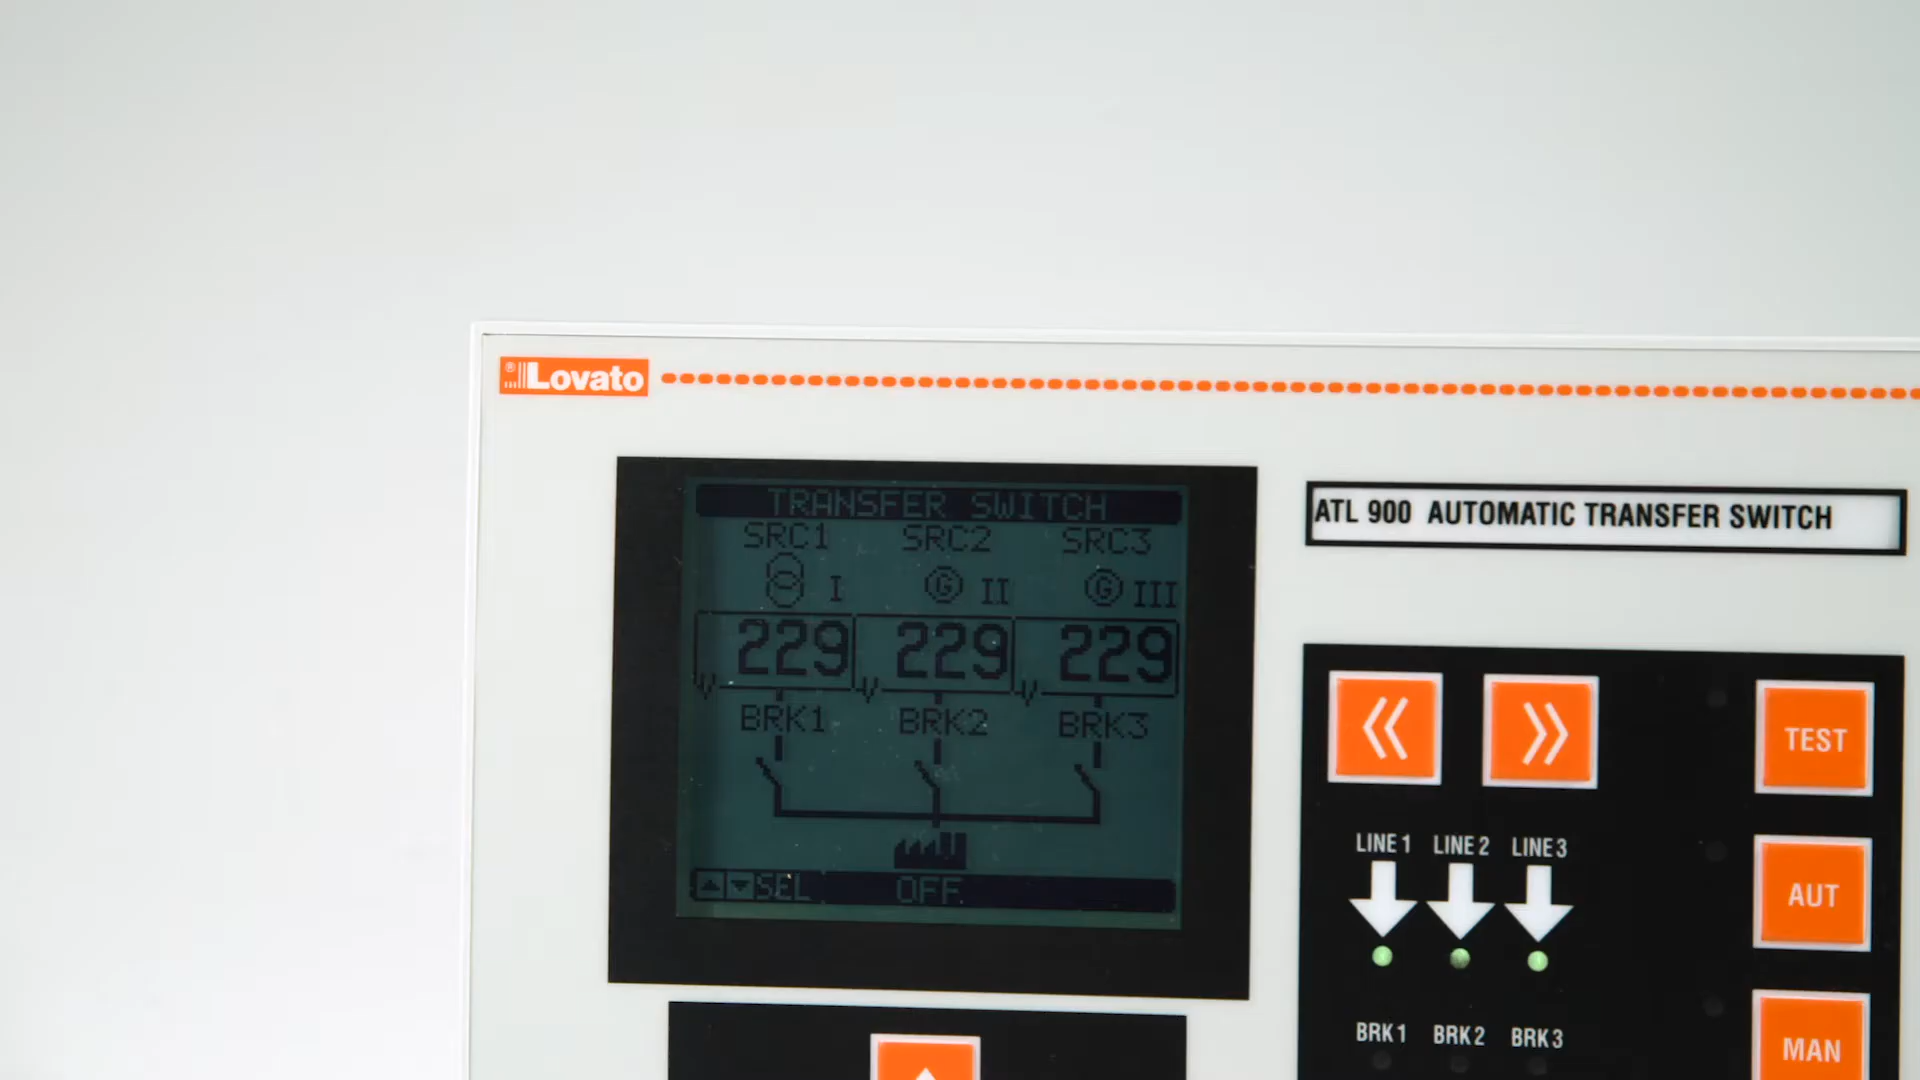 Lovato
TRANSFER SWITCH
SRC1 SRC2 SRC3
I G II G III
229 229 229
V V V
BRK1 BRK2 BRK3
SEL OFF
ATL 900 AUTOMATIC TRANSFER SWITCH
TEST
LINE 1 LINE 2 LINE 3
AUT
BRK 1 BRK 2 BRK 3
MAN